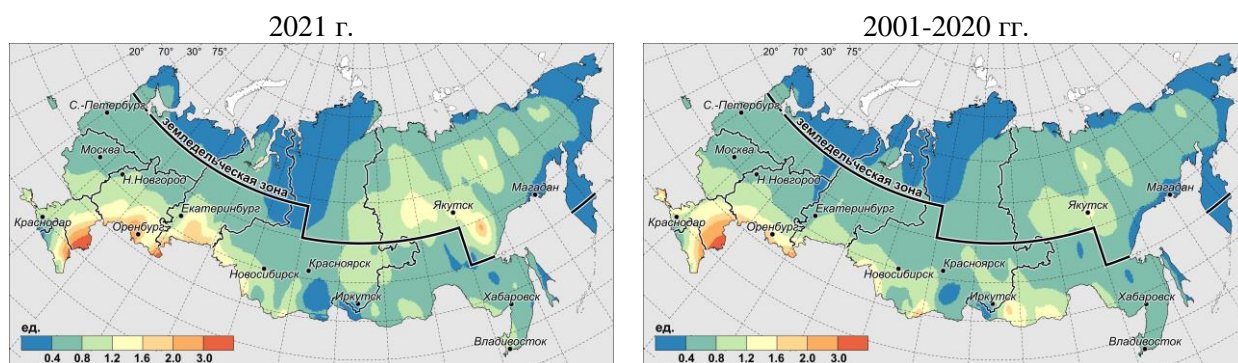 2021 г.
20° 70° 30° 75°
С.-Петербург
земледельческая зона
Москва
Н.Новгород
Магадан
Екатеринбург
Якутск
Краснодар
Оренбург
Новосибирск
Красноярск
Иркутск
Хабаровск
ед.
0.4 0.8 1.2 1.6 2.0 3.0
Владивосток
2001-2020 гг.
20° 70° 30° 75°
С.-Петербург
земледельческая зона
Москва
Н.Новгород
Магадан
Екатеринбург
Якутск
Краснодар
Оренбург
Новосибирск
Красноярск
Иркутск
Хабаровск
ед.
0.4 0.8 1.2 1.6 2.0 3.0
Владивосток